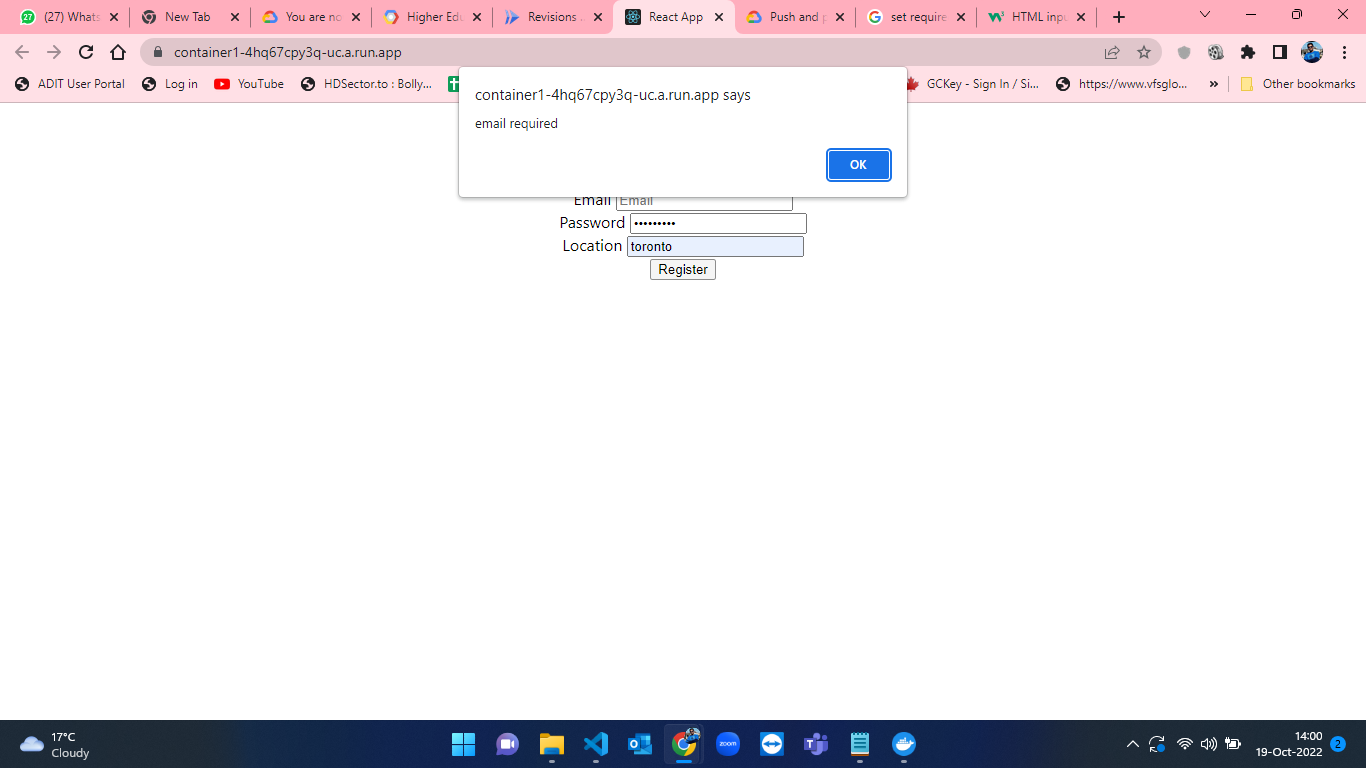 (27) Whats
New Tab
You are no
Higher Edu
Revisions
React App
Push and p
set require
HTML inpu
container1-4hq67cpy3q-uc.a.run.app
ADIT User Portal
Log in
YouTube
HDSector.to : Bolly...
GCKey - Sign In / Si...
https://www.vfsglo...
»
Other bookmarks
container1-4hq67cpy3q-uc.a.run.app says
email required
OK
Email
Email
Password •••••••••
Location toronto
Register
17°C
Cloudy
zoom
14:00
19-Oct-2022
2